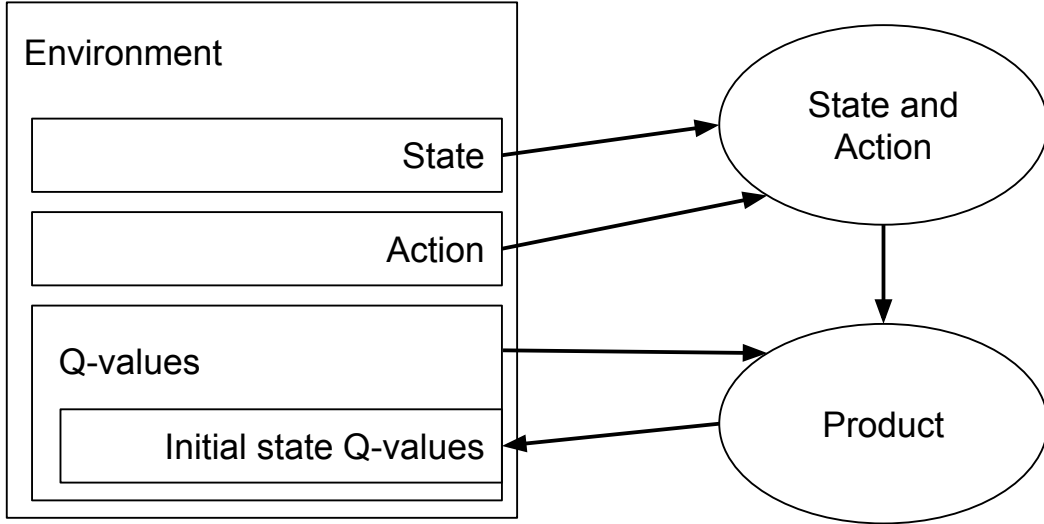 Environment
State
Action
Q-values
Initial state Q-values
State and
Action
Product